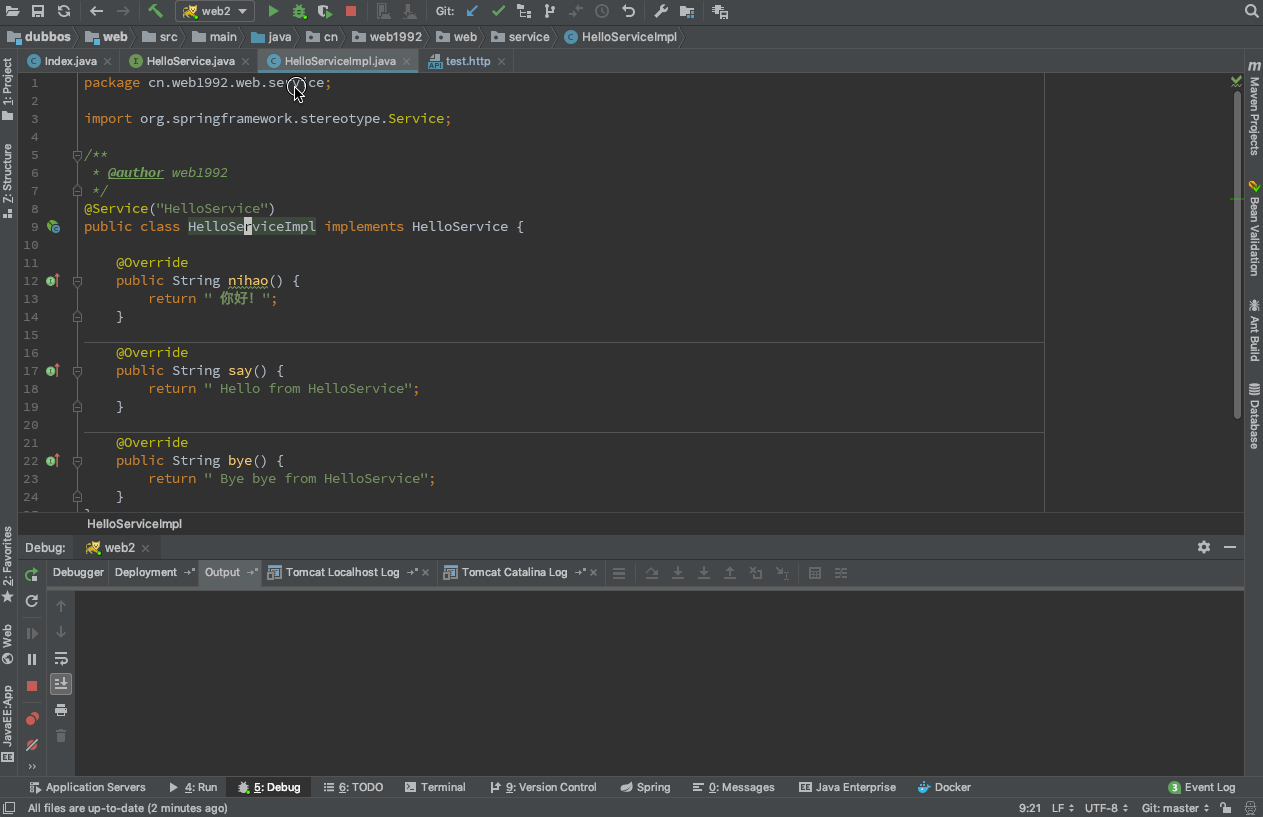 web2
Git:
dubbos web src main java cn web1992 web service HelloServiceImpl
Index.java HelloService.java HelloServiceImpl.java test.http
1 package cn.web1992.web.service;
2
3 import org.springframework.stereotype.Service;
4
5 /**
6 * @author web1992
7 */
8 @Service("HelloService")
9 public class HelloServiceImpl implements HelloService {
10
11 @Override
12 public String nihao() {
13 return " 你好! ";
14 }
15
16 @Override
17 public String say() {
18 return " Hello from HelloService";
19 }
20
21 @Override
22 public String bye() {
23 return " Bye bye from HelloService";
24 }
HelloServiceImpl
1: Project
Z: Structure
2: Favorites
Web
JavaEE:App
Maven Projects
Bean Validation
Ant Build
Database
Debug: web2
Debugger Deployment Output Tomcat Localhost Log Tomcat Catalina Log
Application Servers 4: Run 5: Debug 6: TODO Terminal 9: Version Control Spring 0: Messages Java Enterprise Docker 3 Event Log
All files are up-to-date (2 minutes ago) 9:21 LF UTF-8 Git: master